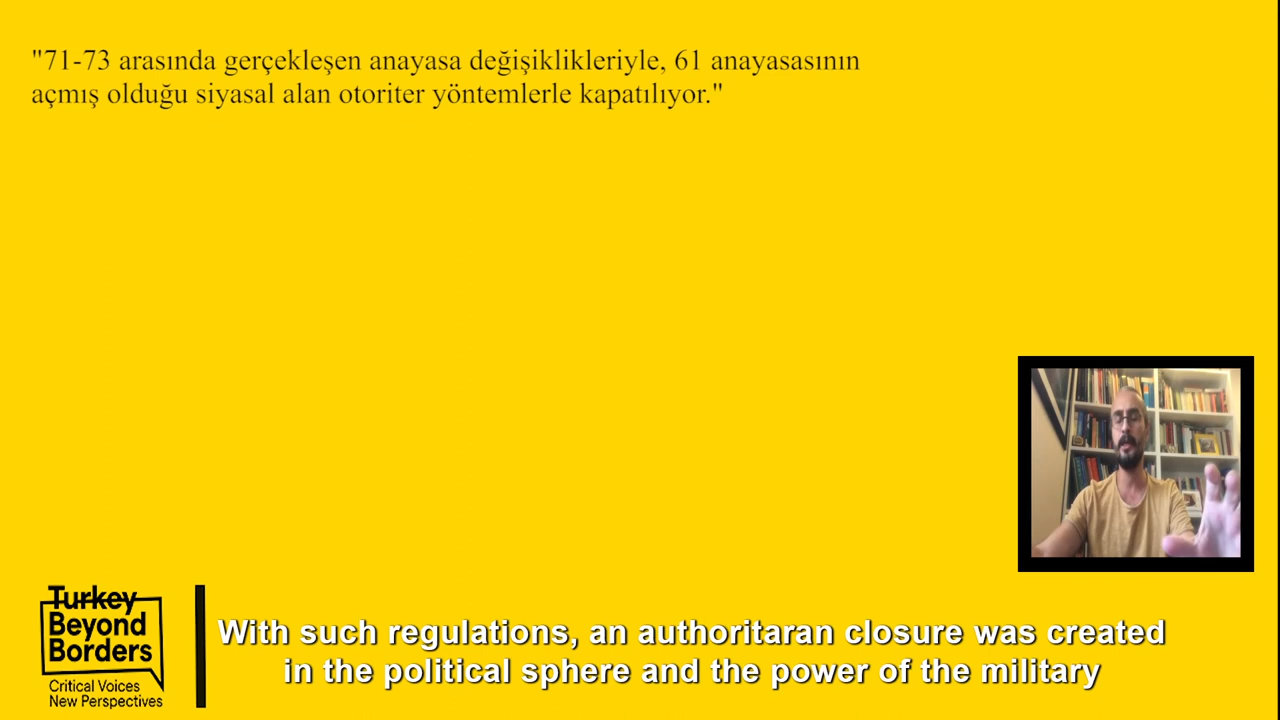 "71-73 arasında gerçekleşen anayasa değişiklikleriyle, 61 anayasasının
açmış olduğu siyasal alan otoriter yöntemlerle kapatılıyor."
Turkey
Beyond
Borders
Critical Voices
New Perspectives
With such regulations, an authoritaran closure was created
in the political sphere and the power of the military